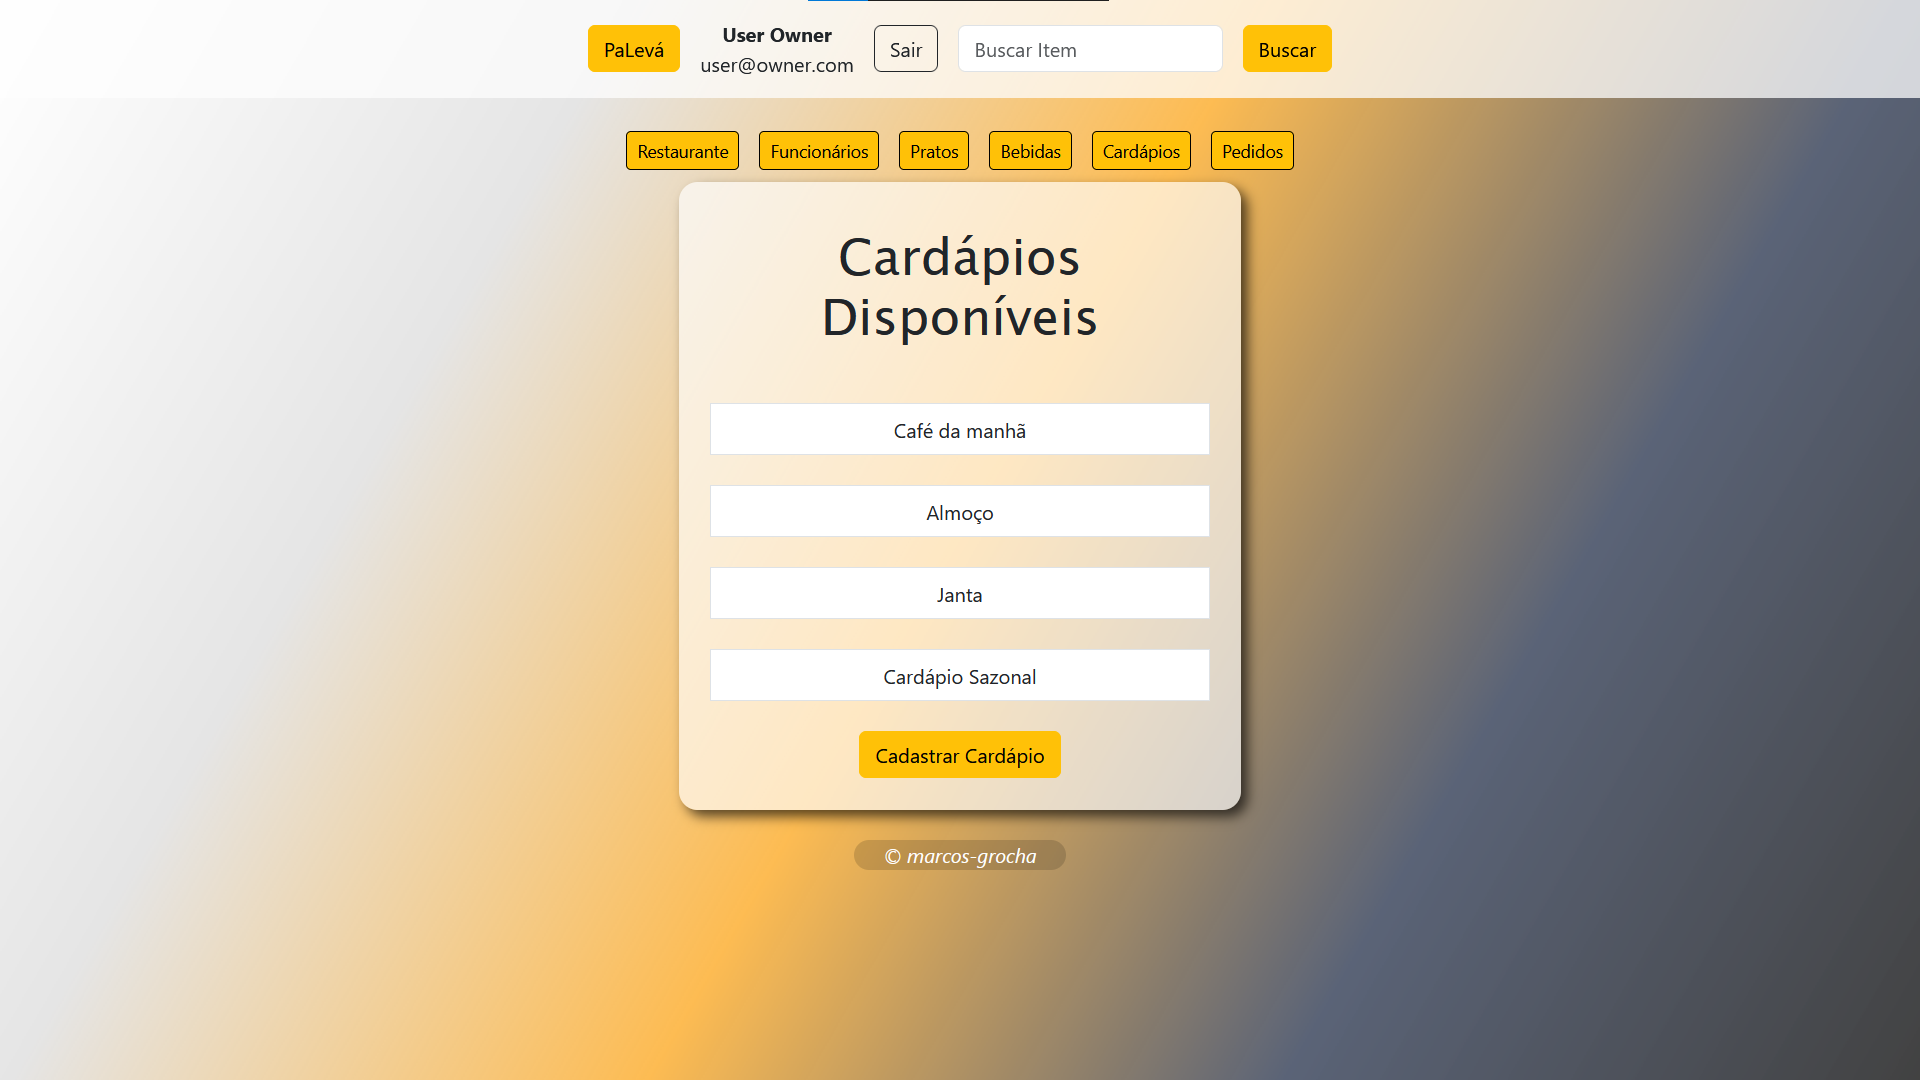 PaLevá
User Owner
user@owner.com
Sair
Buscar Item
Buscar
Restaurante
Funcionários
Pratos
Bebidas
Cardápios
Pedidos
Cardápios
Disponíveis
Café da manhã
Almoço
Janta
Cardápio Sazonal
Cadastrar Cardápio
© marcos-grocha